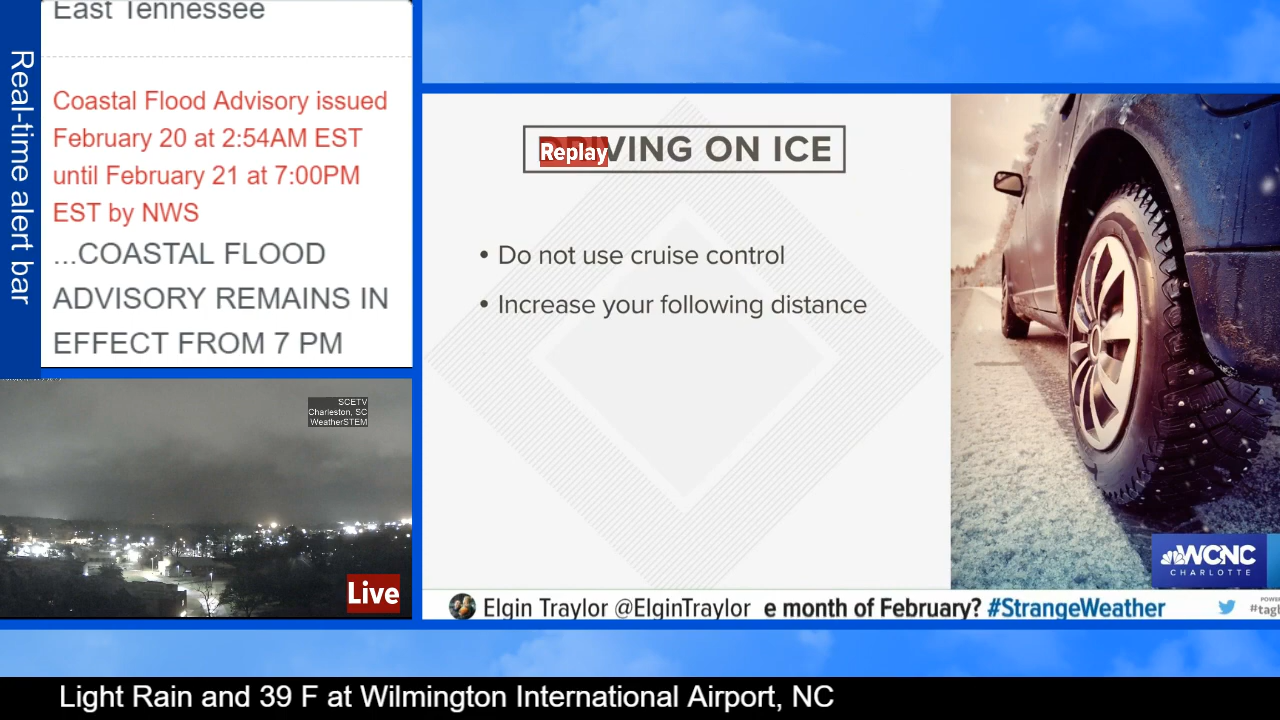 East Tennessee
Real-time alert bar
Coastal Flood Advisory issued
February 20 at 2:54AM EST
until February 21 at 7:00PM
EST by NWS
...COASTAL FLOOD
ADVISORY REMAINS IN
EFFECT FROM 7 PM
SCETV
Charleston, SC
WeatherSTEM
Live
DRIVING ON ICE
Replay
• Do not use cruise control
• Increase your following distance
WCNC
CHARLOTTE
Elgin Traylor @ElginTraylor e month of February? #StrangeWeather
Light Rain and 39 F at Wilmington International Airport, NC